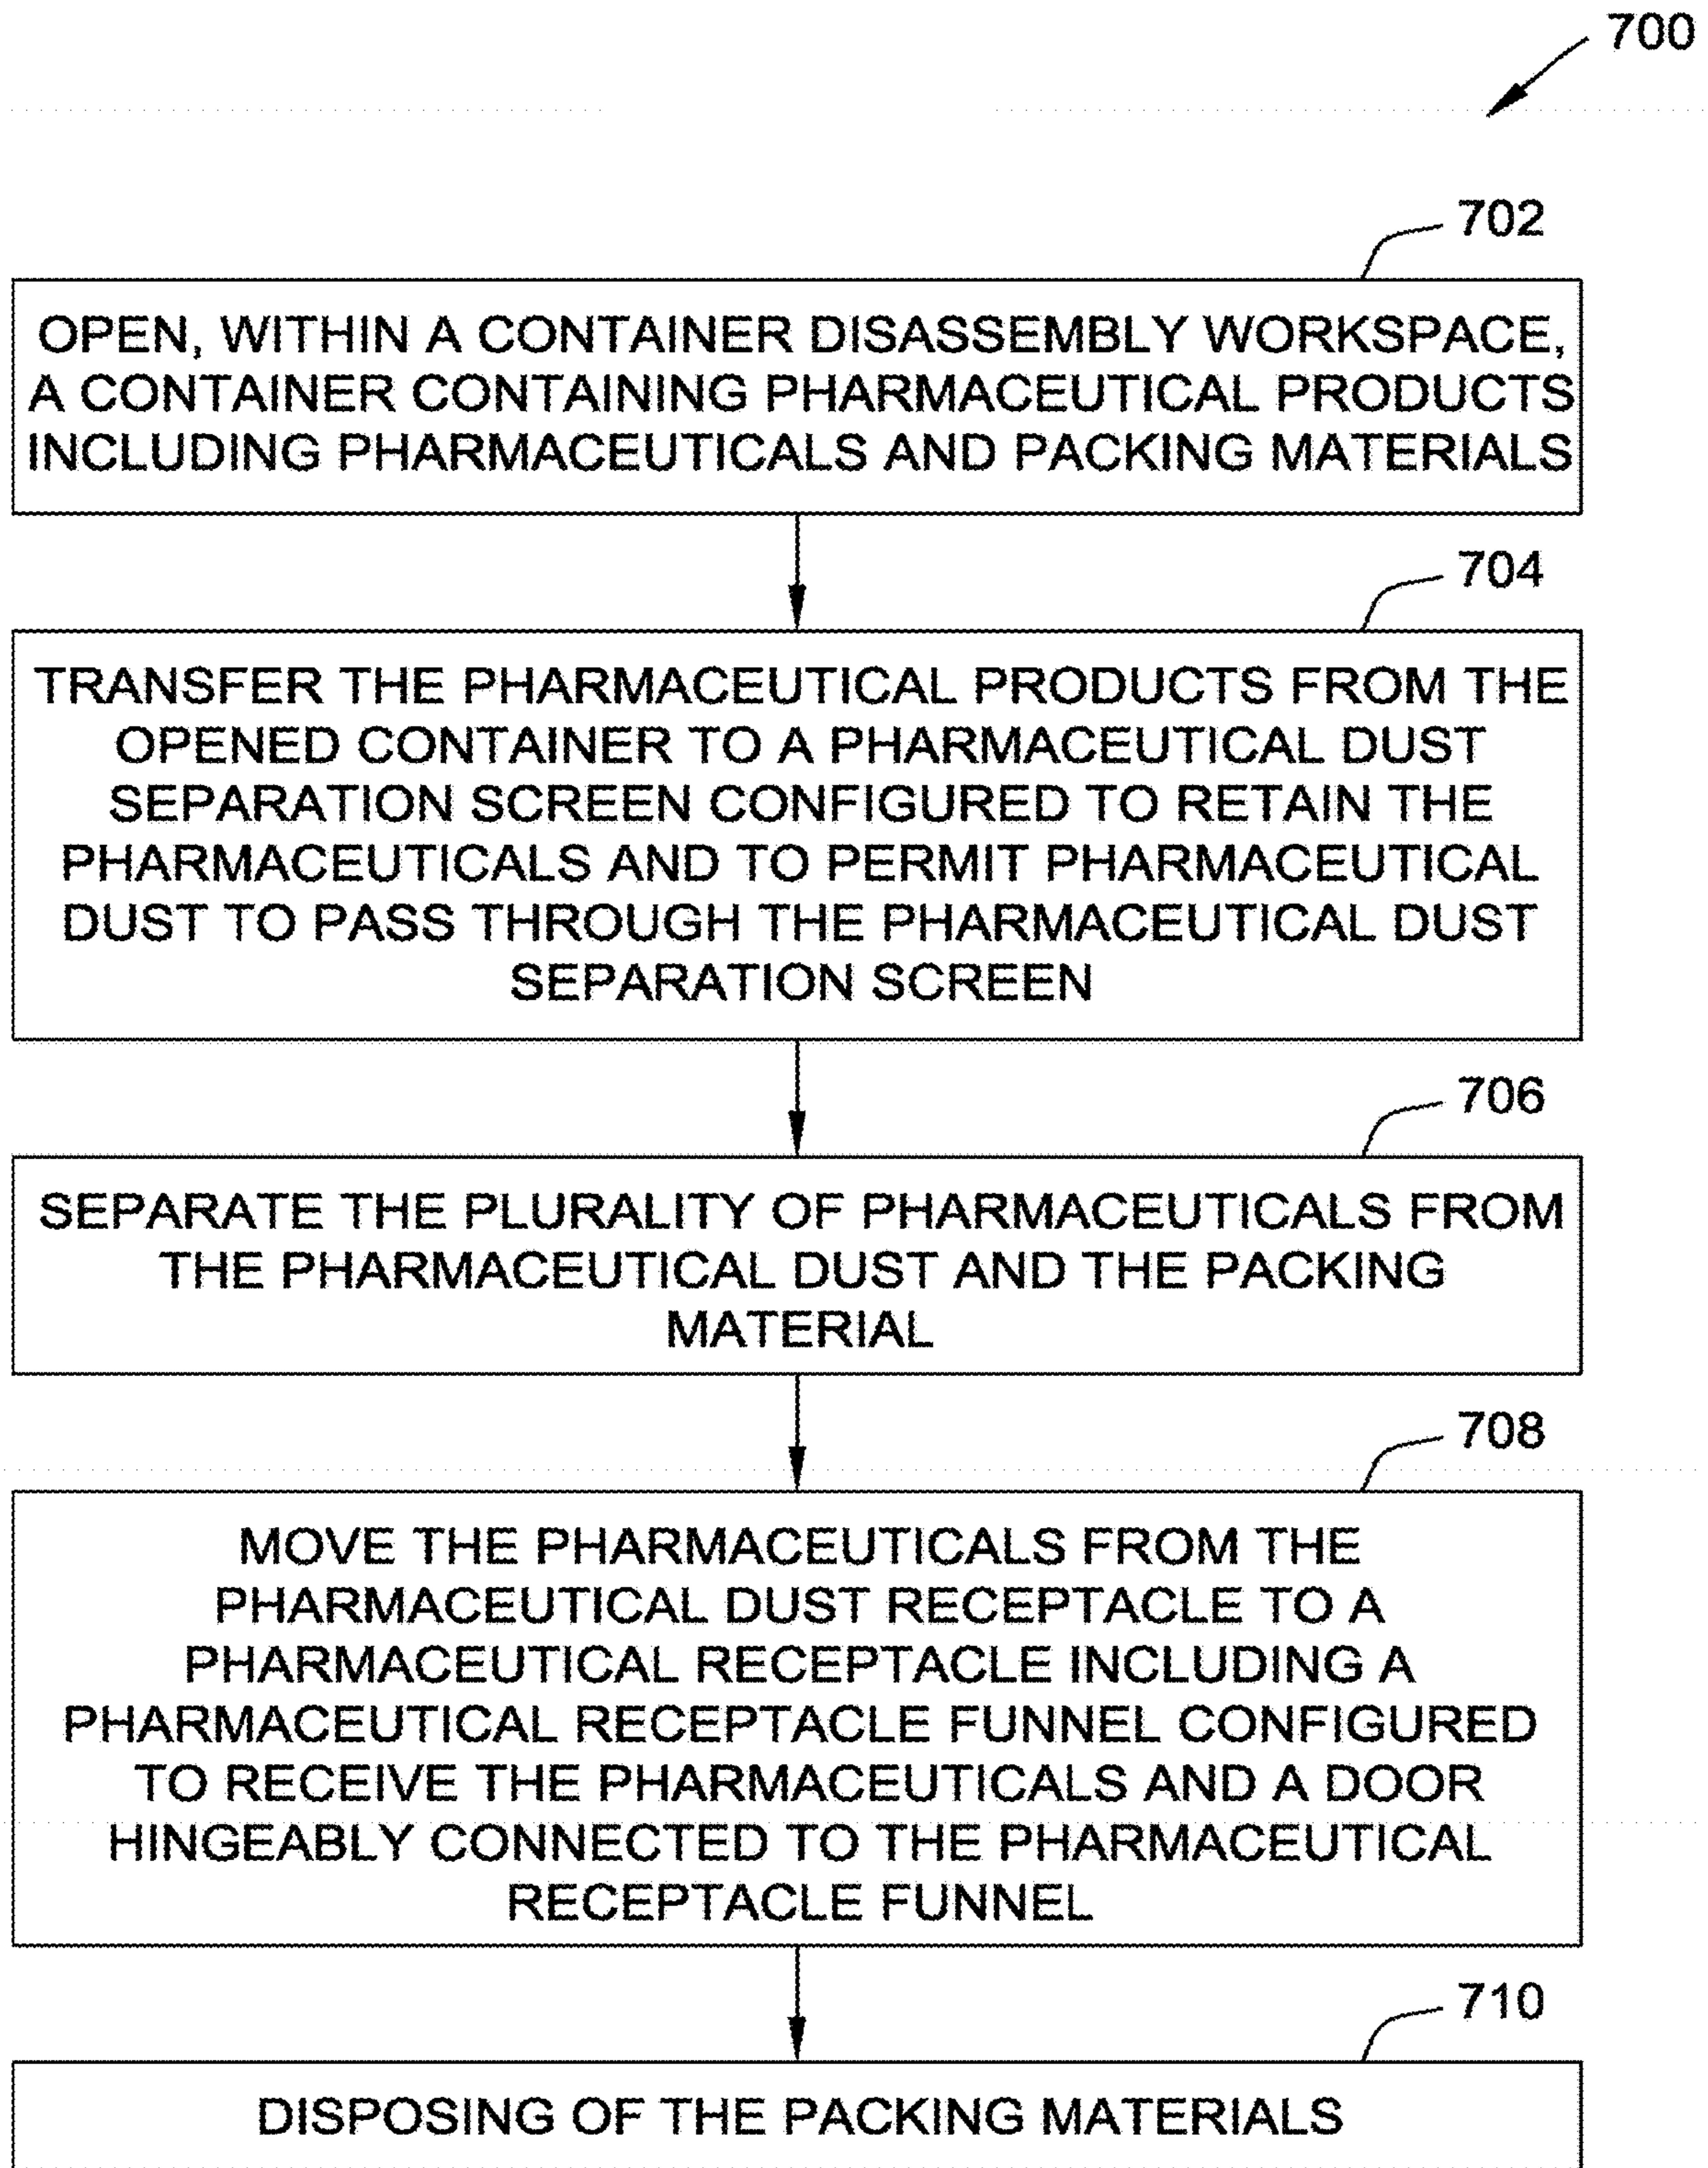 700
702
OPEN, WITHIN A CONTAINER DISASSEMBLY WORKSPACE,
A CONTAINER CONTAINING PHARMACEUTICAL PRODUCTS
INCLUDING PHARMACEUTICALS AND PACKING MATERIALS
704
TRANSFER THE PHARMACEUTICAL PRODUCTS FROM THE
OPENED CONTAINER TO A PHARMACEUTICAL DUST
SEPARATION SCREEN CONFIGURED TO RETAIN THE
PHARMACEUTICALS AND TO PERMIT PHARMACEUTICAL
DUST TO PASS THROUGH THE PHARMACEUTICAL DUST
SEPARATION SCREEN
706
SEPARATE THE PLURALITY OF PHARMACEUTICALS FROM
THE PHARMACEUTICAL DUST AND THE PACKING
MATERIAL
708
MOVE THE PHARMACEUTICALS FROM THE
PHARMACEUTICAL DUST RECEPTACLE TO A
PHARMACEUTICAL RECEPTACLE INCLUDING A
PHARMACEUTICAL RECEPTACLE FUNNEL CONFIGURED
TO RECEIVE THE PHARMACEUTICALS AND A DOOR
HINGEABLY CONNECTED TO THE PHARMACEUTICAL
RECEPTACLE FUNNEL
710
DISPOSING OF THE PACKING MATERIALS